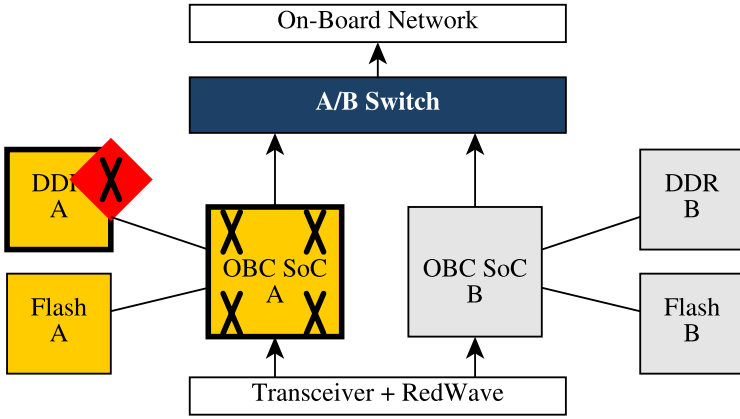 On-Board Network
A/B Switch
DDR
A
X
X X
OBC SoC
A
X X
Flash
A
OBC SoC
B
DDR
B
Flash
B
Transceiver + RedWave